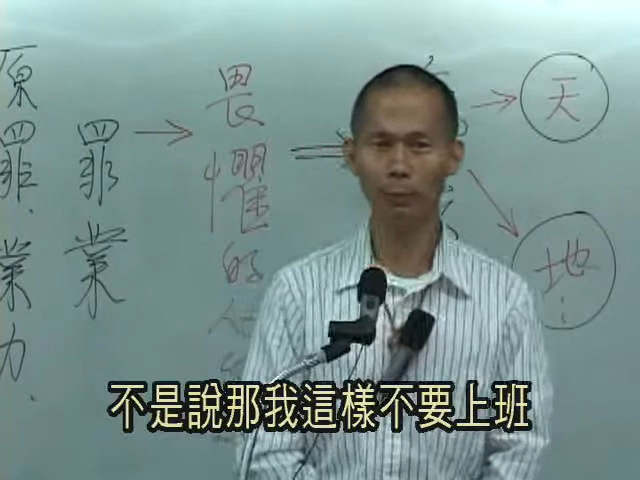 原罪、業力、
罪業
畏懼的
天
地
不是說那我這樣不要上班